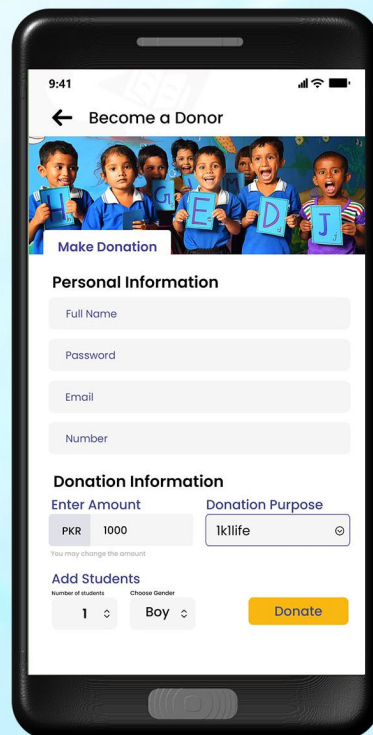 9:41
Become a Donor
I G E D J
Make Donation
Personal Information
Full Name
Password
Email
Number
Donation Information
Enter Amount Donation Purpose
PKR 1000 1k1life
You may change the amount
Add Students
Number of students Choose Gender
1 Boy Donate